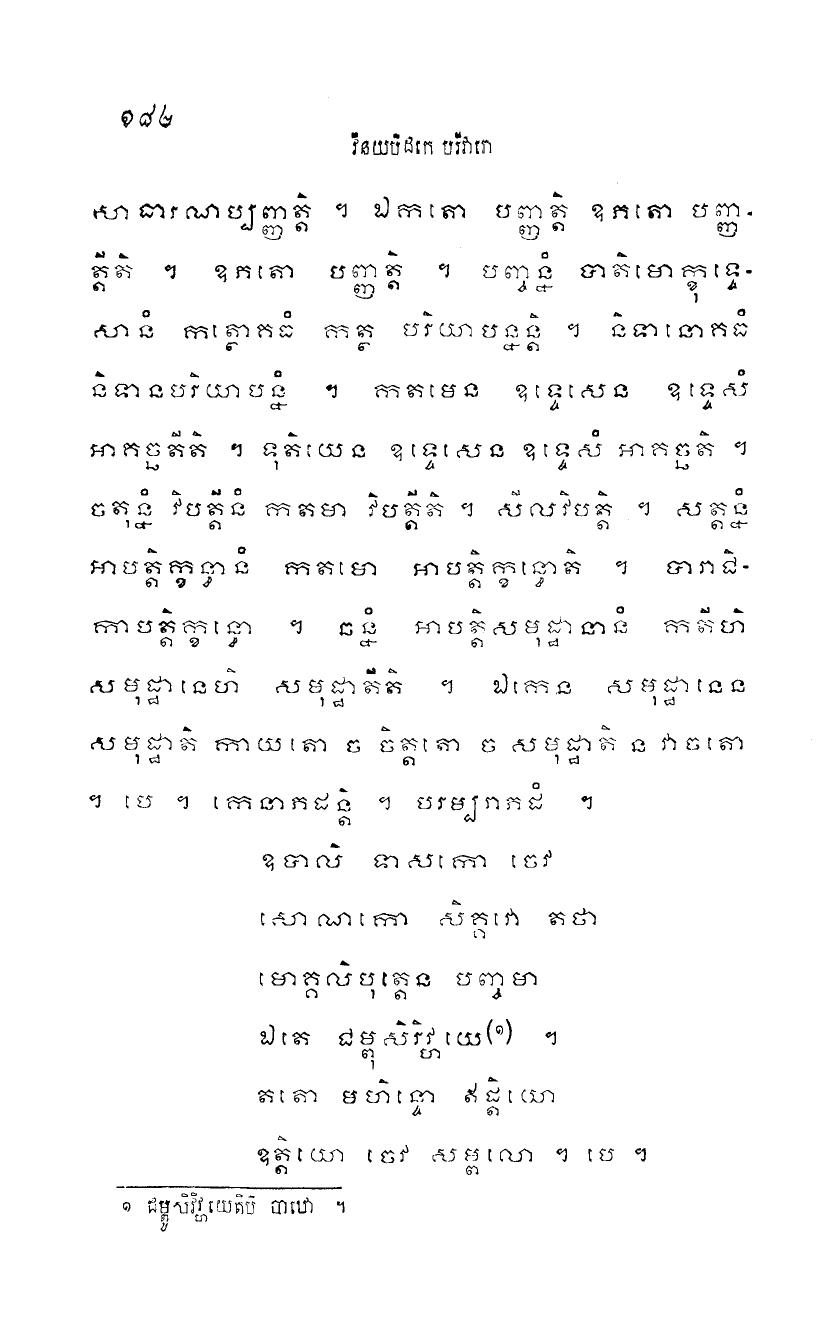 ១៨៤
វិនយបិដកេ បរិវារោ
សាធារណប្បញ្ញត្តិ ។ ឯកតោ បញ្ញត្តិ ឧភតោ បញ្ញ-
ត្តីតិ ។ ឧភតោ បញ្ញត្តិ ។ បញ្ចន្នំ បាតិមោក្ខុទ្ទេ-
សានំ កត្ថោគធំ កត្ថ បរិយាបន្នន្តិ ។ និទានោគធំ
និទានបរិយាបន្នំ ។ កតមេន ឧទ្ទេសេន ឧទ្ទេសំ
អាគច្ឆតីតិ ។ ទុតិយេន ឧទ្ទេសេន ឧទ្ទេសំ អាគច្ឆតិ ។
ចតុន្នំ វិបត្តីនំ កតមា វិបត្តីតិ ។ សីលវិបត្តិ ។ សត្តន្នំ
អាបត្តិក្ខន្ធានំ កតមោ អាបត្តិក្ខន្ធោតិ ។ បារាជិ-
កាបត្តិក្ខន្ធោ ។ ឆន្នំ អាបត្តិសមុដ្ឋានានំ កតីហិ
សមុដ្ឋានេហិ សមុដ្ឋាតីតិ ។ ឯកេន សមុដ្ឋានេន
សមុដ្ឋាតិ កាយតោ ច ចិត្តតោ ច សមុដ្ឋាតិ ន វាចតោ
។ បេ ។ កេនាភដន្តិ ។ បរម្បរាភដំ ។
ឧបាលិ ទាសកោ ចេវ
សោណកោ សិគ្គវោ តថា
មោគ្គលិបុត្តេន បញ្ចមា
ឯតេ ជម្ពុសិរិវ្ហយេ(១) ។
តតោ មហិន្ទោ ឥដ្តិយោ
ឧត្តិយោ ចេវ សម្ពលោ ។ បេ ។
១ ជម្ពូសិរិវ្ហយេតិបិ បាឋោ ។